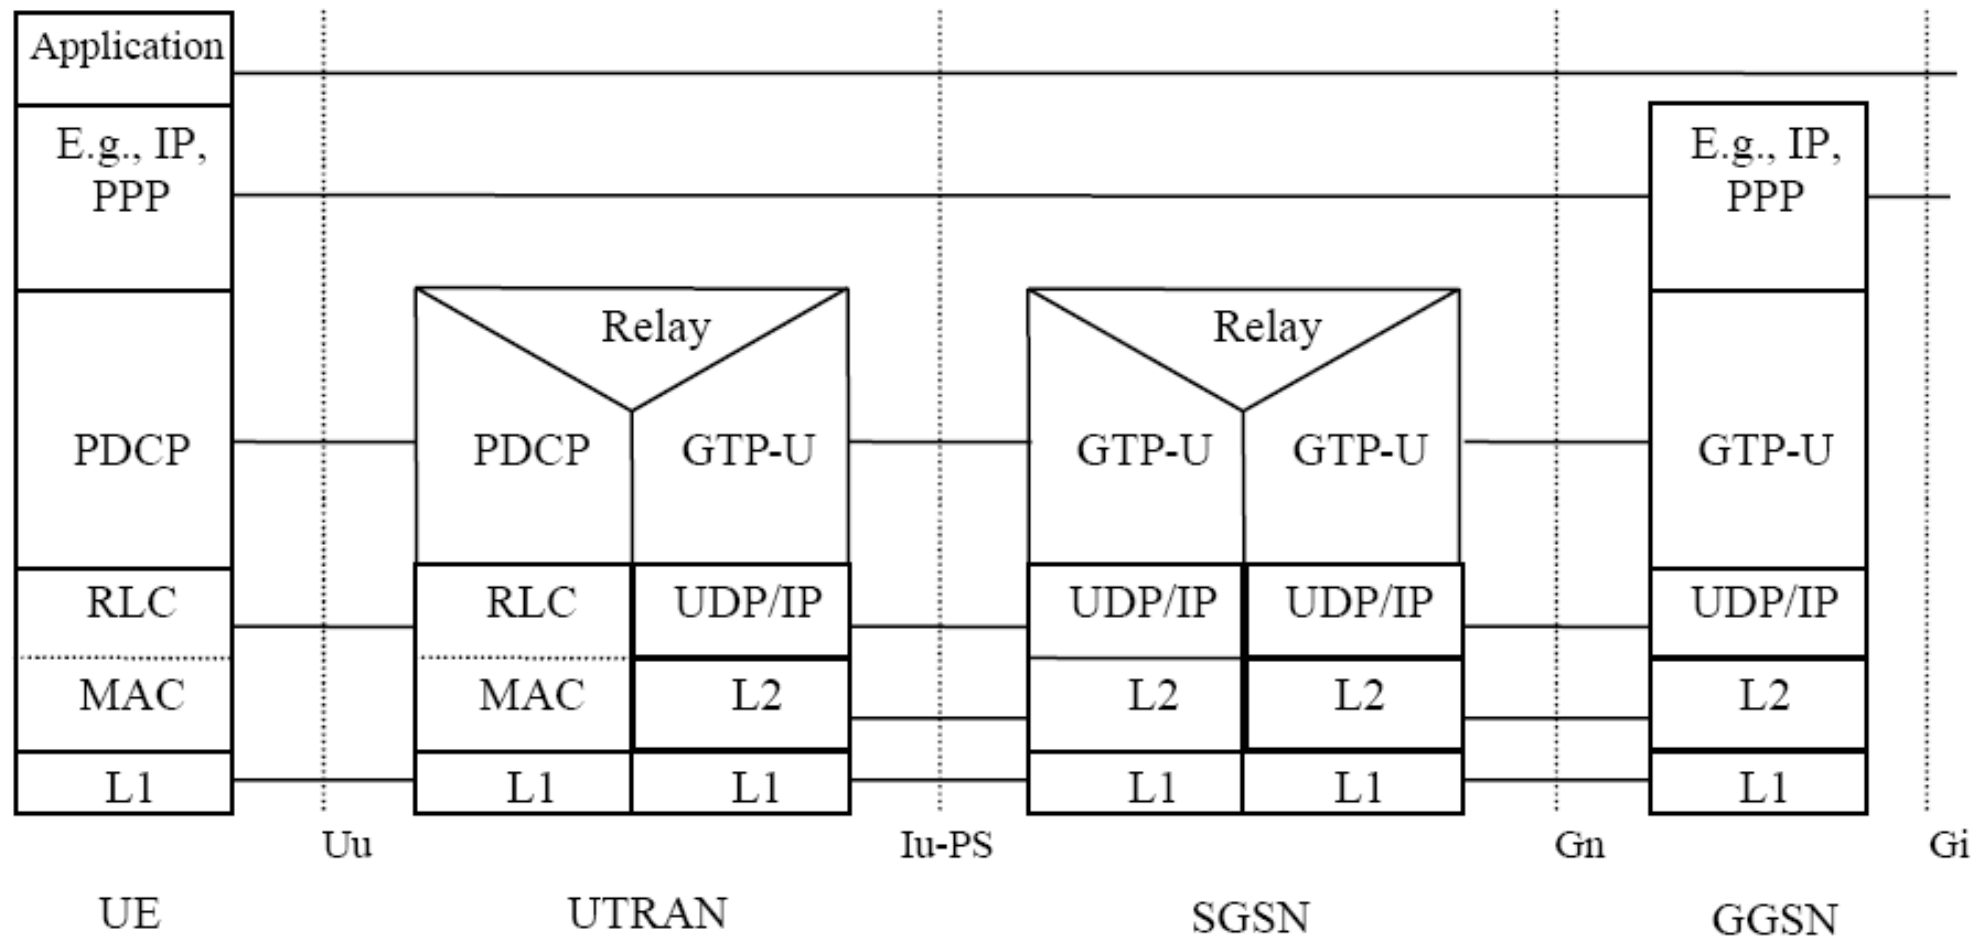 Application
E.g., IP,
PPP
E.g., IP,
PPP
Relay
Relay
PDCP
PDCP
GTP-U
GTP-U
GTP-U
GTP-U
RLC
RLC
UDP/IP
UDP/IP
UDP/IP
UDP/IP
MAC
MAC
L2
L2
L2
L2
L1
L1
L1
L1
L1
L1
Uu
Iu-PS
Gn
Gi
UE
UTRAN
SGSN
GGSN